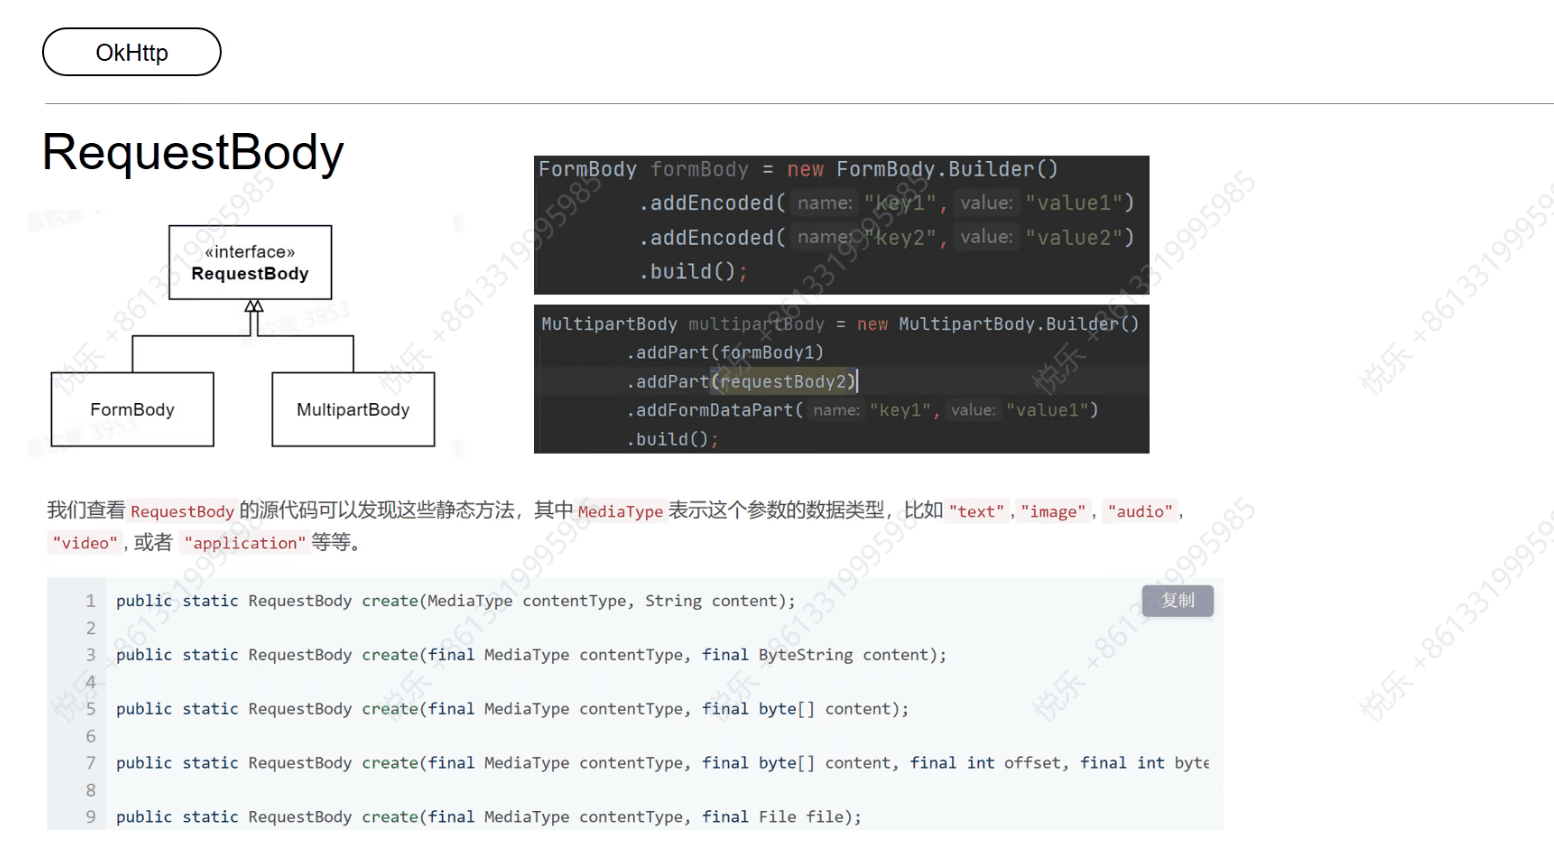 OkHttp
RequestBody
«interface»
RequestBody
FormBody
MultipartBody
FormBody formBody = new FormBody.Builder()
.addEncoded( name: "key1", value: "value1")
.addEncoded( name: "key2", value: "value2")
.build();
MultipartBody multipartBody = new MultipartBody.Builder()
.addPart(formBody1)
.addPart(requestBody2)
.addFormDataPart( name: "key1", value: "value1")
.build();
我们查看 RequestBody 的源代码可以发现这些静态方法，其中 MediaType 表示这个参数的数据类型，比如 "text" , "image" , "audio" ,
"video" , 或者 "application" 等等。
复制
1 public static RequestBody create(MediaType contentType, String content);
2
3 public static RequestBody create(final MediaType contentType, final ByteString content);
4
5 public static RequestBody create(final MediaType contentType, final byte[] content);
6
7 public static RequestBody create(final MediaType contentType, final byte[] content, final int offset, final int byte
8
9 public static RequestBody create(final MediaType contentType, final File file);
悦乐 +8613319995985